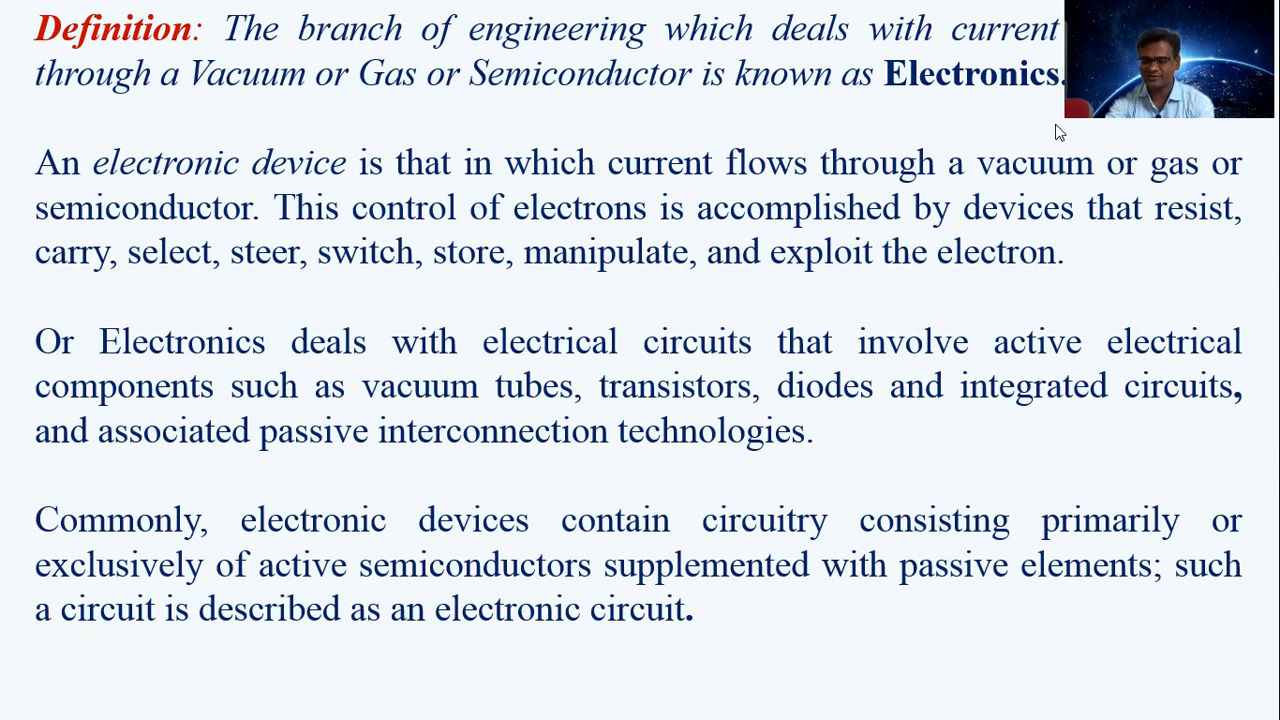 Definition: The branch of engineering which deals with current
through a Vacuum or Gas or Semiconductor is known as Electronics.
An electronic device is that in which current flows through a vacuum or gas or
semiconductor. This control of electrons is accomplished by devices that resist,
carry, select, steer, switch, store, manipulate, and exploit the electron.
Or Electronics deals with electrical circuits that involve active electrical
components such as vacuum tubes, transistors, diodes and integrated circuits,
and associated passive interconnection technologies.
Commonly, electronic devices contain circuitry consisting primarily or
exclusively of active semiconductors supplemented with passive elements; such
a circuit is described as an electronic circuit.